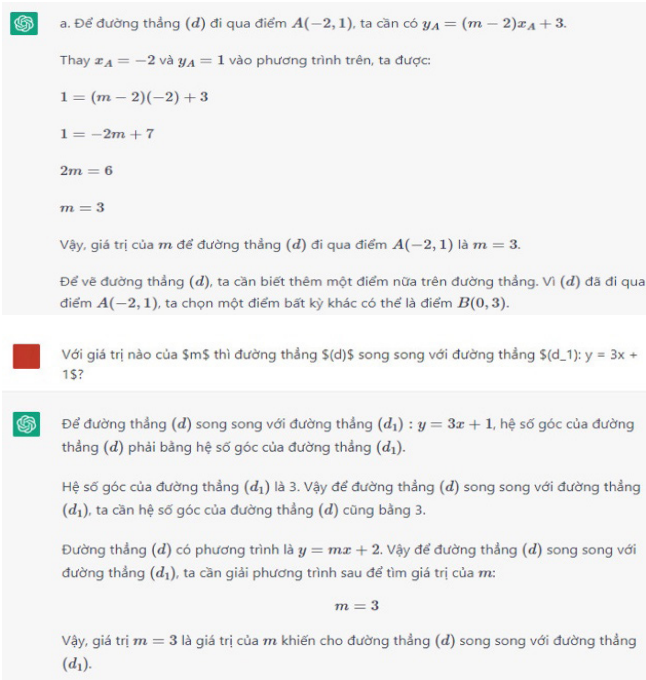 a. Để đường thẳng (d) đi qua điểm A(−2, 1), ta cần có y_A = (m − 2)x_A + 3.
Thay x_A = −2 và y_A = 1 vào phương trình trên, ta được:
1 = (m − 2)(−2) + 3
1 = −2m + 7
2m = 6
m = 3
Vậy, giá trị của m để đường thẳng (d) đi qua điểm A(−2, 1) là m = 3.
Để vẽ đường thẳng (d), ta cần biết thêm một điểm nữa trên đường thẳng. Vì (d) đã đi qua
điểm A(−2, 1), ta chọn một điểm bất kỳ khác có thể là điểm B(0, 3).
Với giá trị nào của $m$ thì đường thẳng $(d)$ song song với đường thẳng $(d_1): y = 3x +
1$?
Để đường thẳng (d) song song với đường thẳng (d₁) : y = 3x + 1, hệ số góc của đường
thẳng (d) phải bằng hệ số góc của đường thẳng (d₁).
Hệ số góc của đường thẳng (d₁) là 3. Vậy để đường thẳng (d) song song với đường thẳng
(d₁), ta cần hệ số góc của đường thẳng (d) cũng bằng 3.
Đường thẳng (d) có phương trình là y = mx + 2. Vậy để đường thẳng (d) song song với
đường thẳng (d₁), ta cần giải phương trình sau để tìm giá trị của m:
m = 3
Vậy, giá trị m = 3 là giá trị của m khiến cho đường thẳng (d) song song với đường thẳng
(d₁).